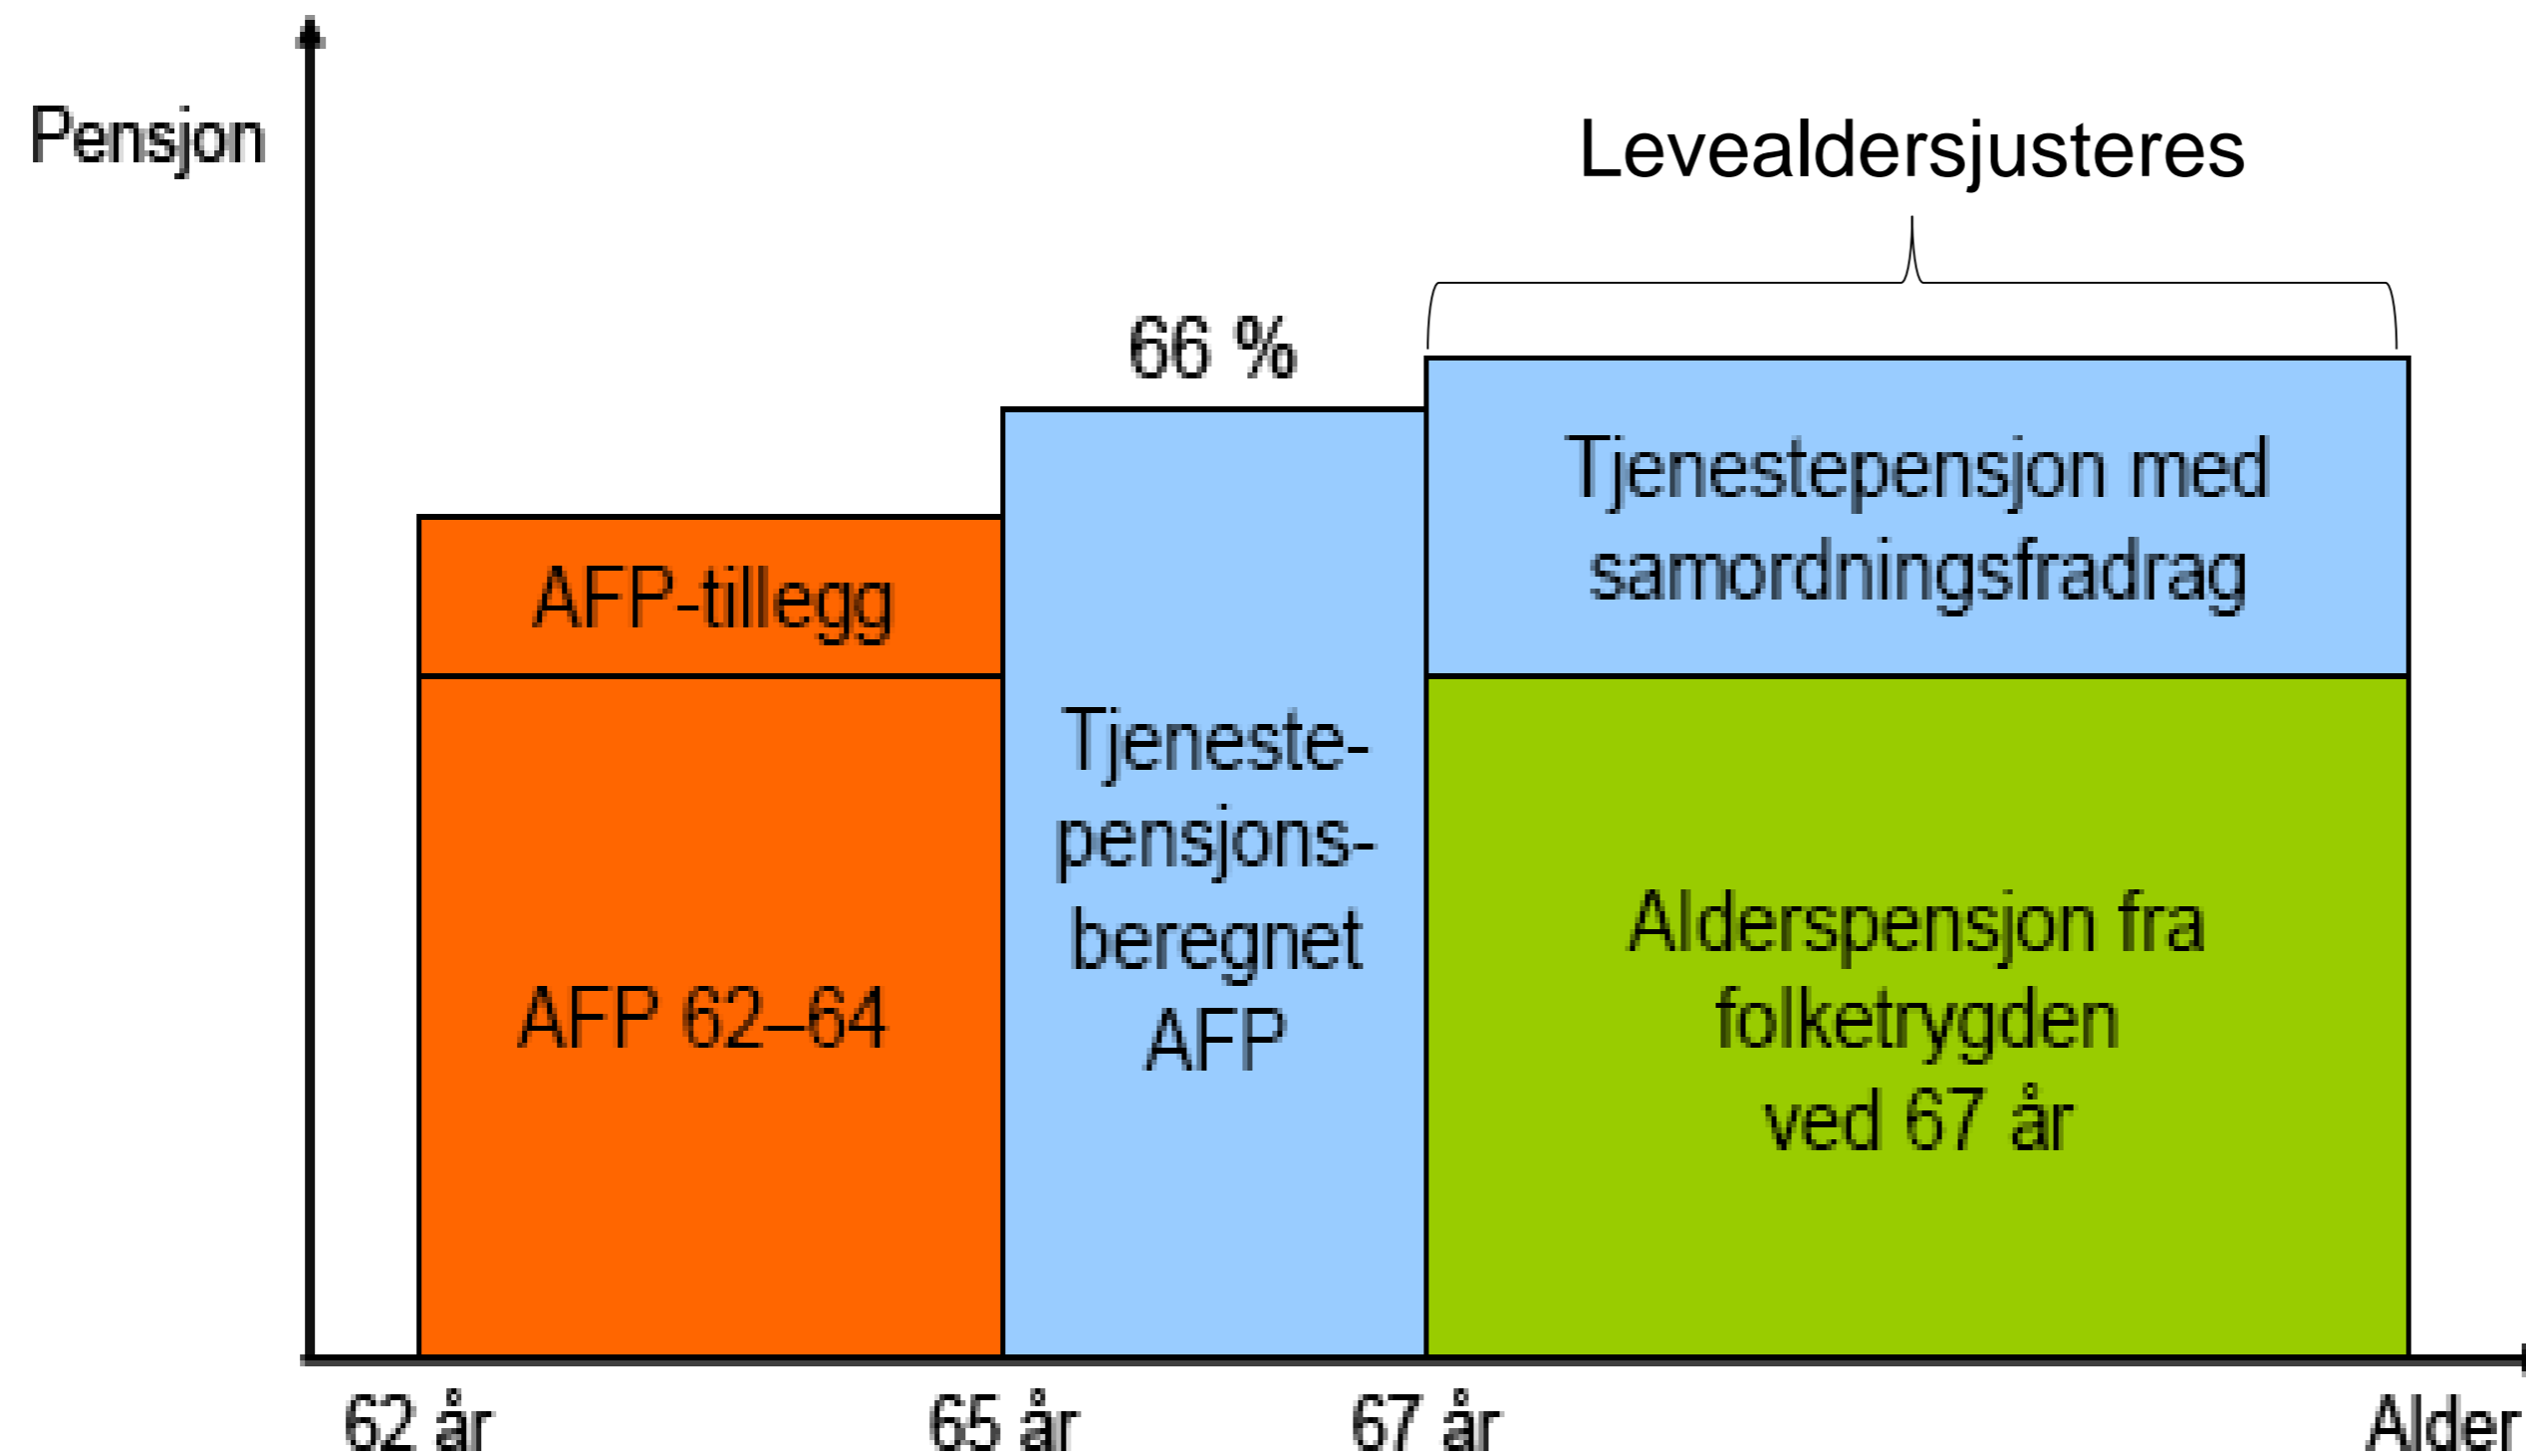 Pensjon
Levealdersjusteres
66 %
AFP-tillegg
AFP 62–64
Tjeneste-
pensjons-
beregnet
AFP
Tjenestepensjon med
samordningsfradrag
Alderspensjon fra
folketrygden
ved 67 år
62 år
65 år
67 år
Alder